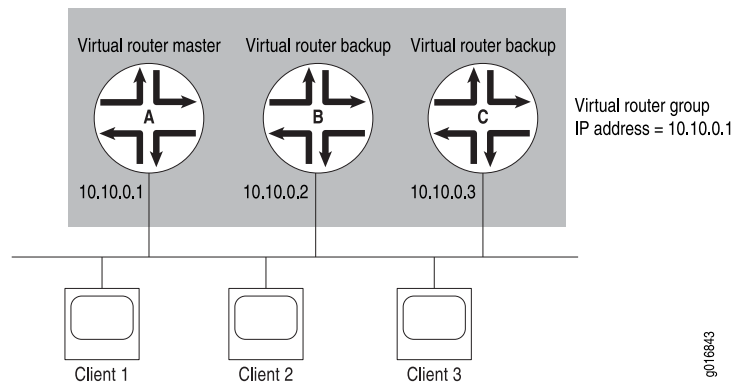 Virtual router master Virtual router backup Virtual router backup
A B C
Virtual router group
IP address = 10.10.0.1
10.10.0.1 10.10.0.2 10.10.0.3
Client 1 Client 2 Client 3
g016843